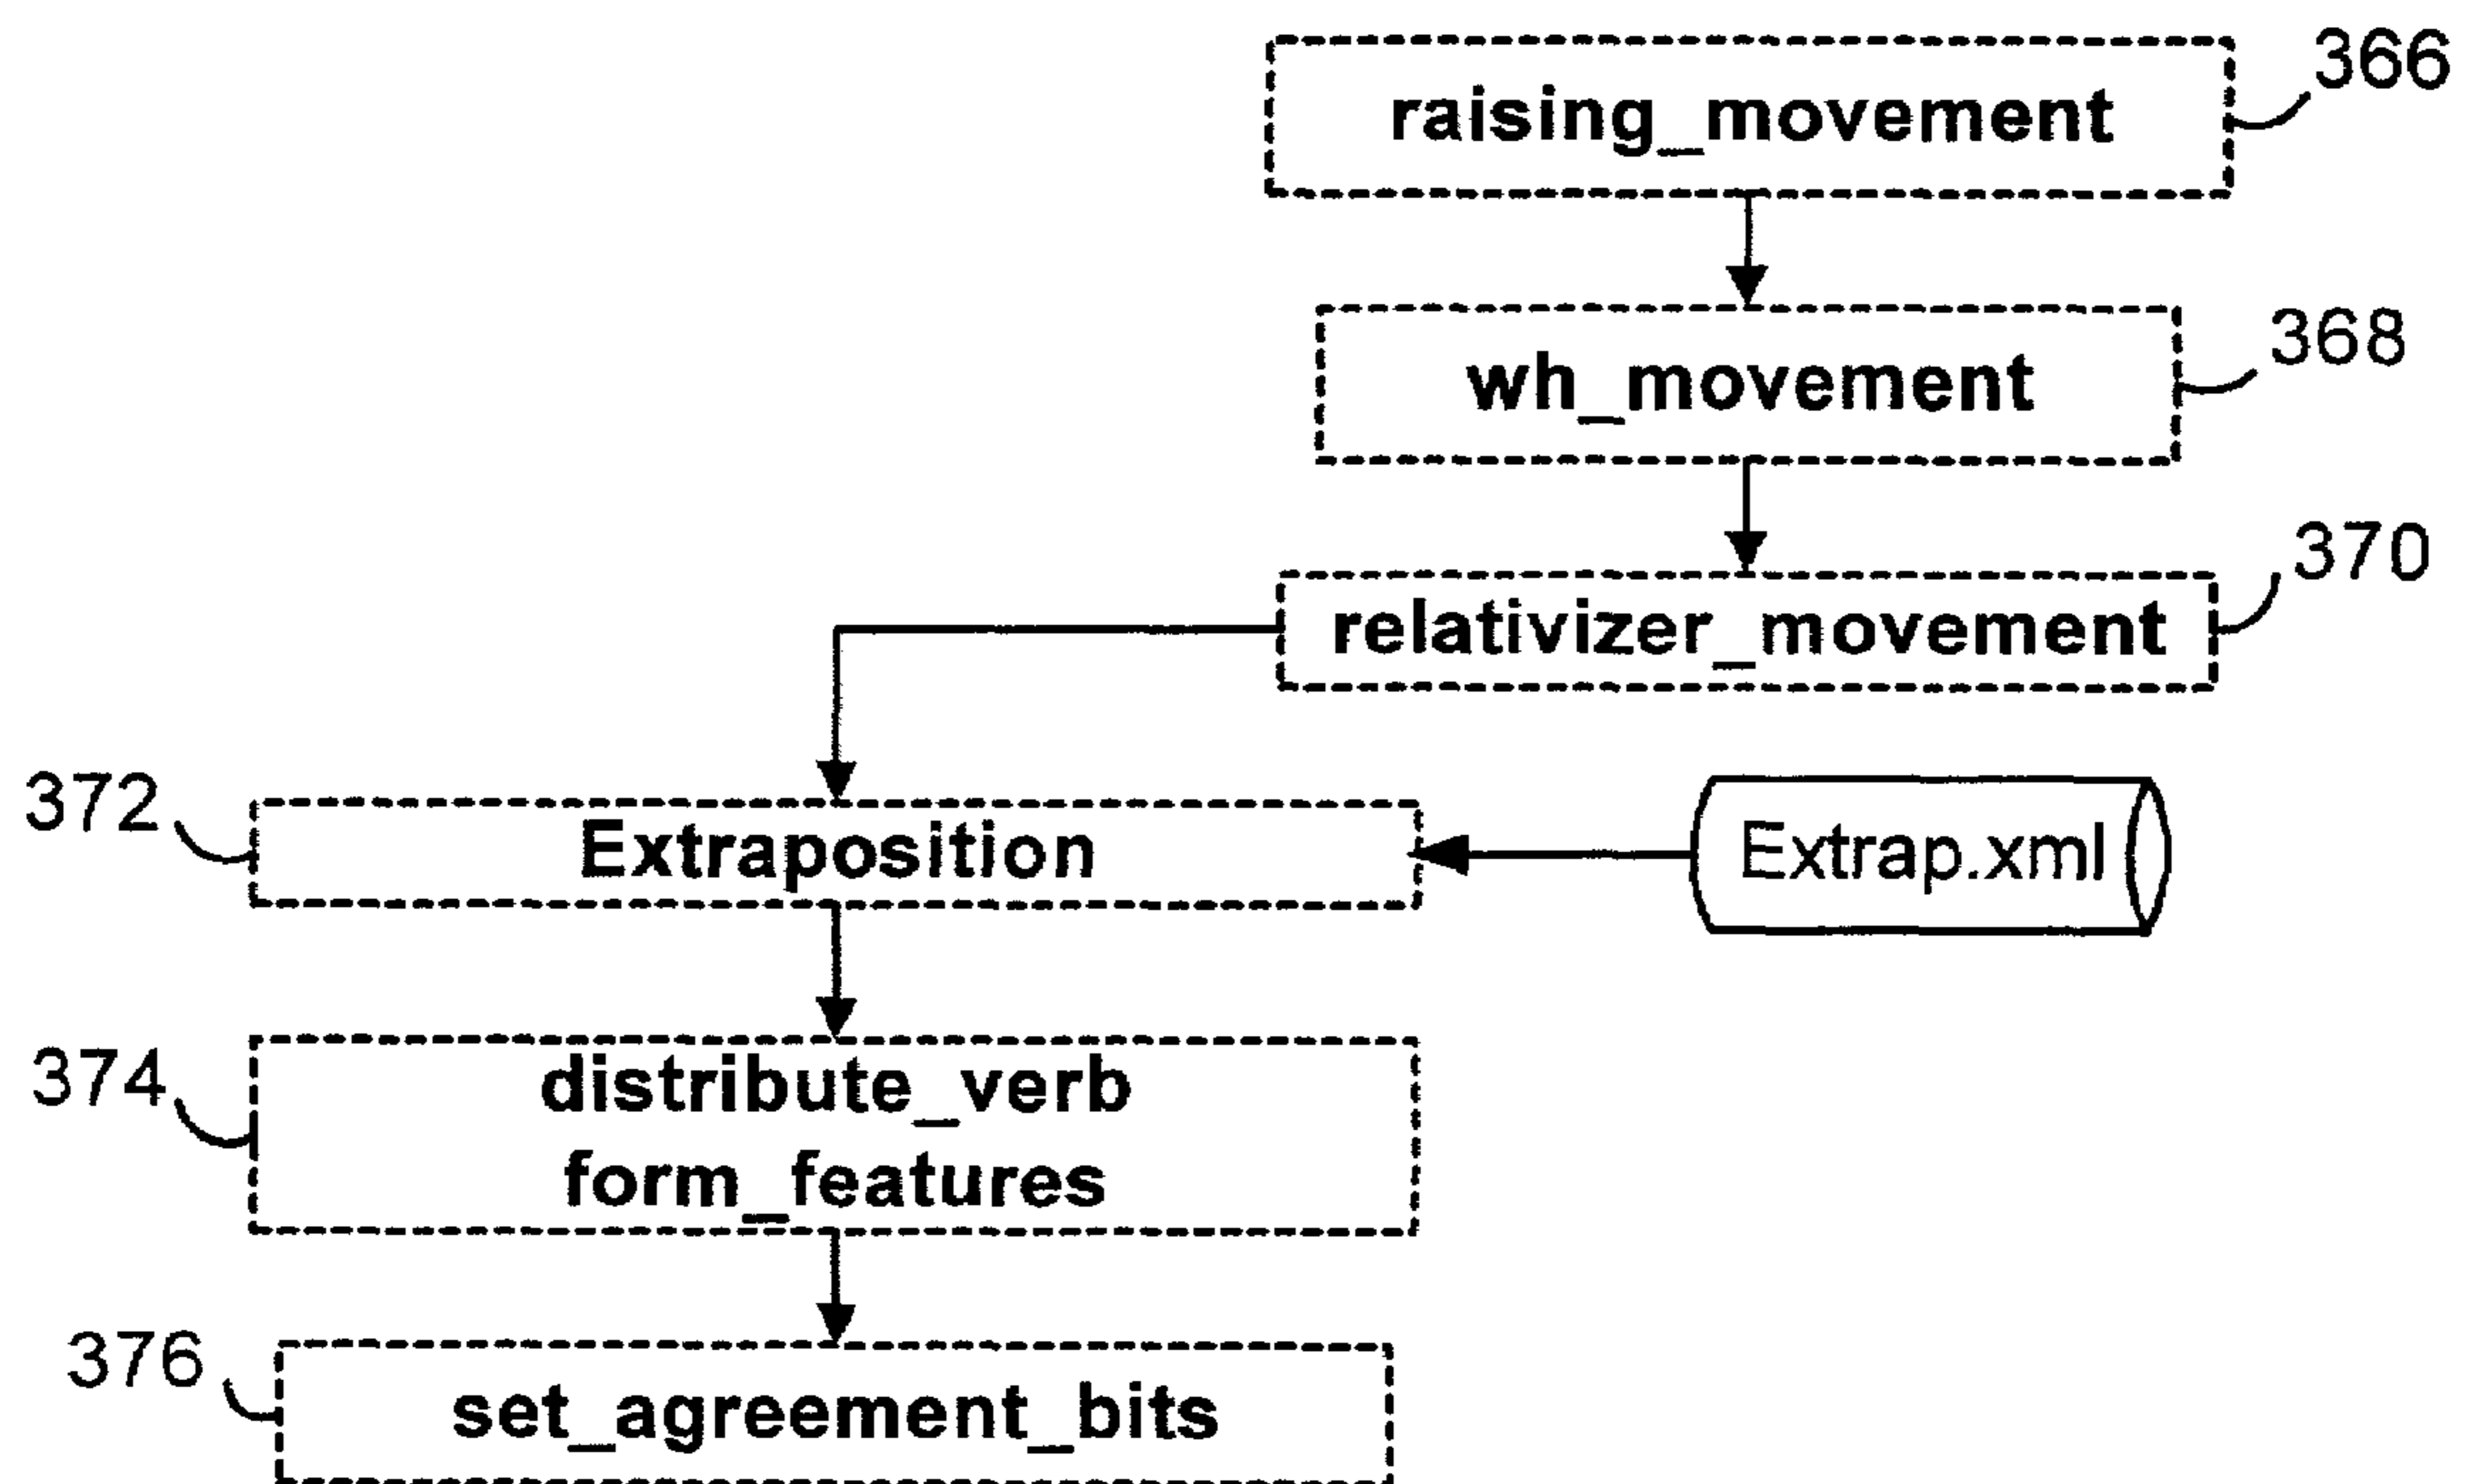 366
raising_movement
368
wh_movement
370
relativizer_movement
372
Extraposition
Extrap.xml
374
distribute_verb
form_features
376
set_agreement_bits